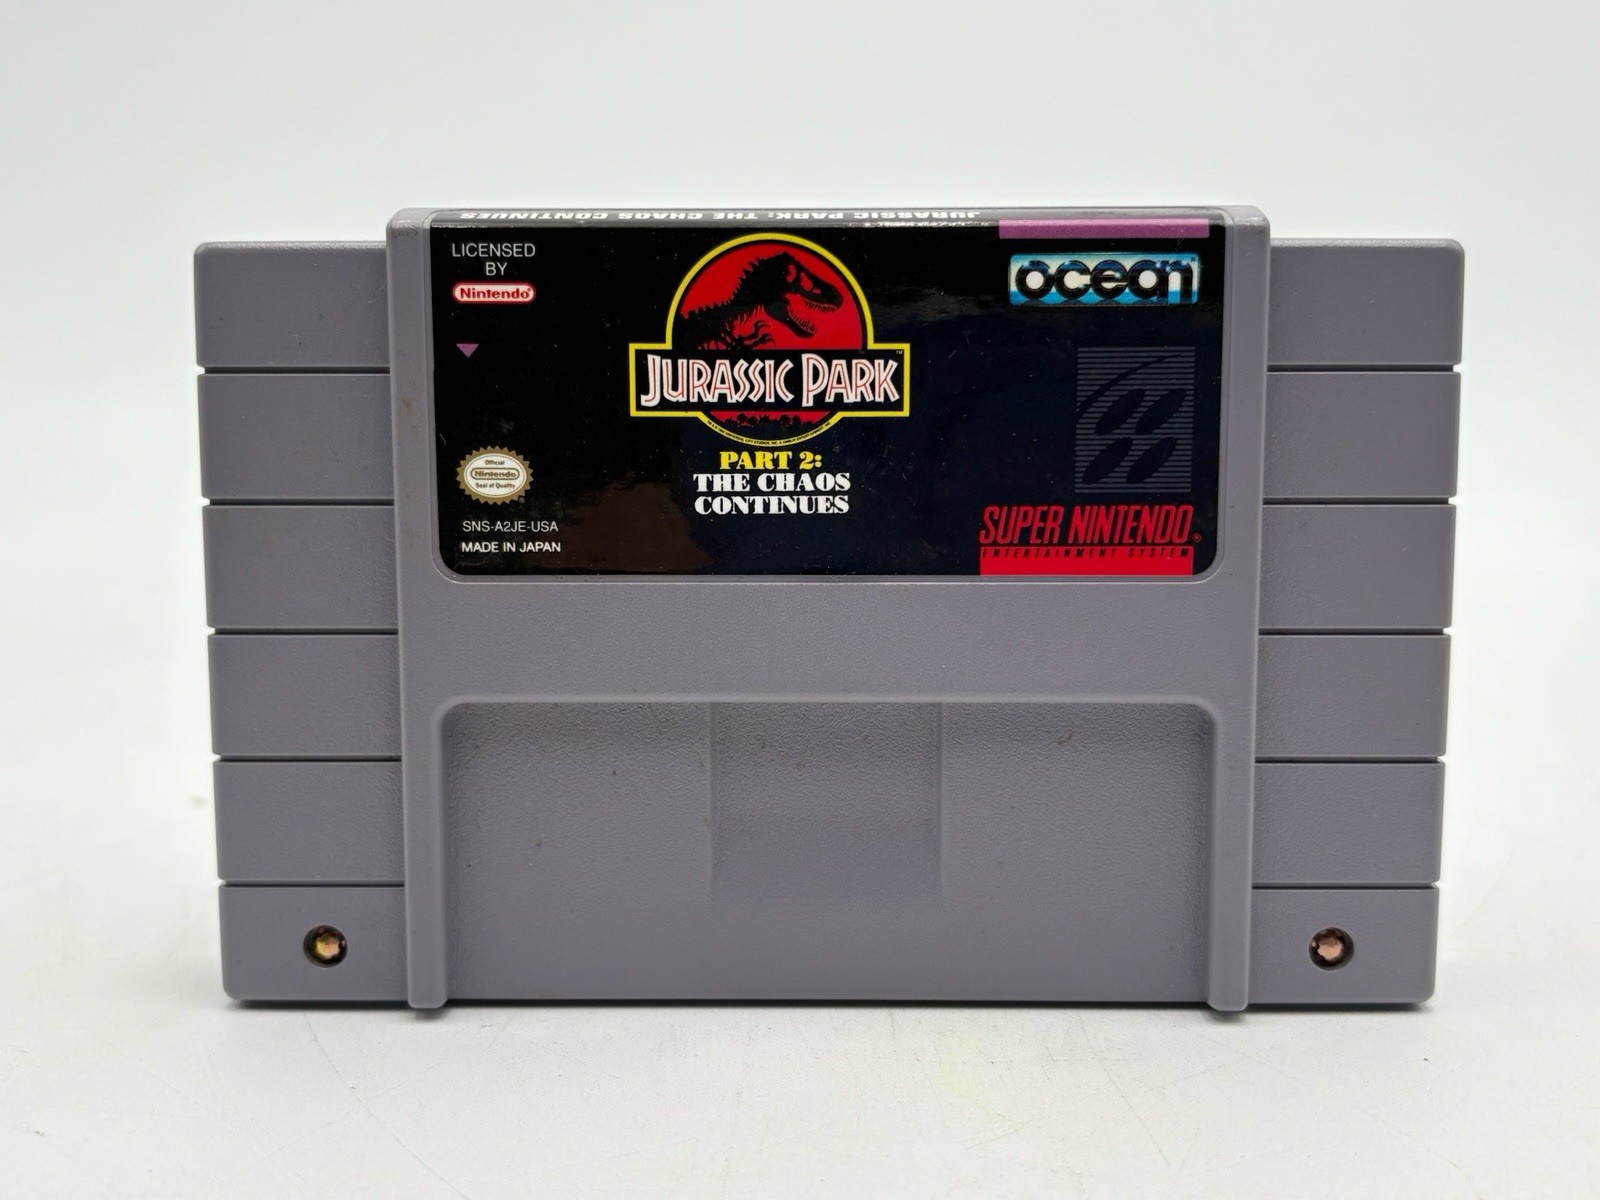 JURASSIC PARK: THE CHAOS CONTINUES
LICENSED
BY
Nintendo®
ocean
JURASSIC PARK™
PART 2:
THE CHAOS
CONTINUES
Official
Nintendo
Seal of Quality
SNS-A2JE-USA
MADE IN JAPAN
SUPER NINTENDO®
ENTERTAINMENT SYSTEM